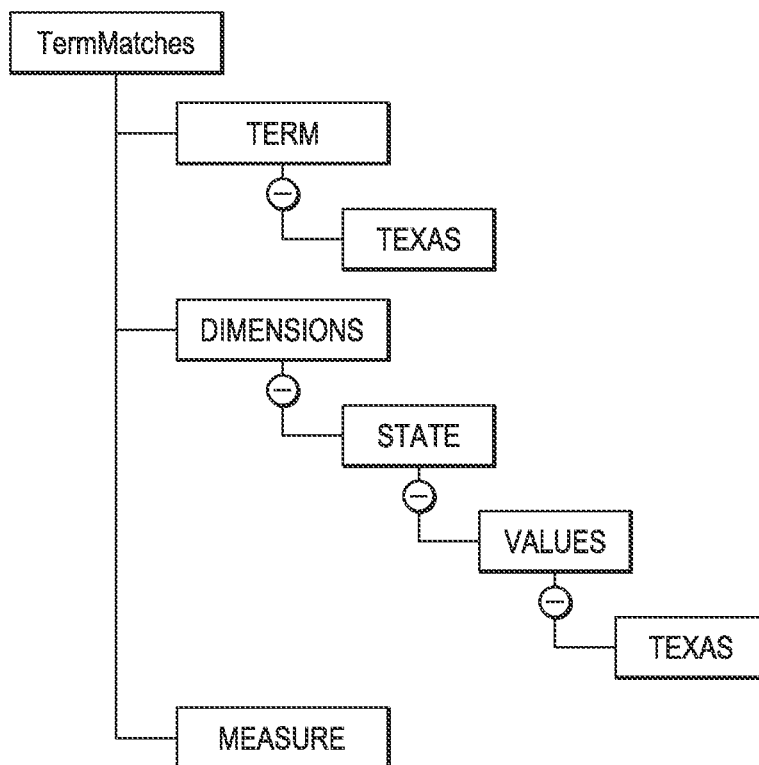 TermMatches
TERM
TEXAS
DIMENSIONS
STATE
VALUES
TEXAS
MEASURE